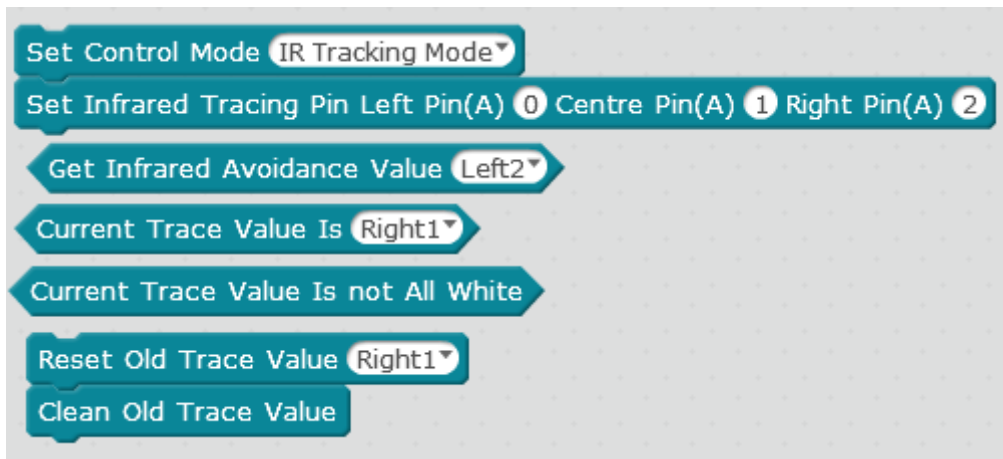 Set Control Mode IR Tracking Mode
Set Infrared Tracing Pin Left Pin(A) 0 Centre Pin(A) 1 Right Pin(A) 2
Get Infrared Avoidance Value Left2
Current Trace Value Is Right1
Current Trace Value Is not All White
Reset Old Trace Value Right1
Clean Old Trace Value